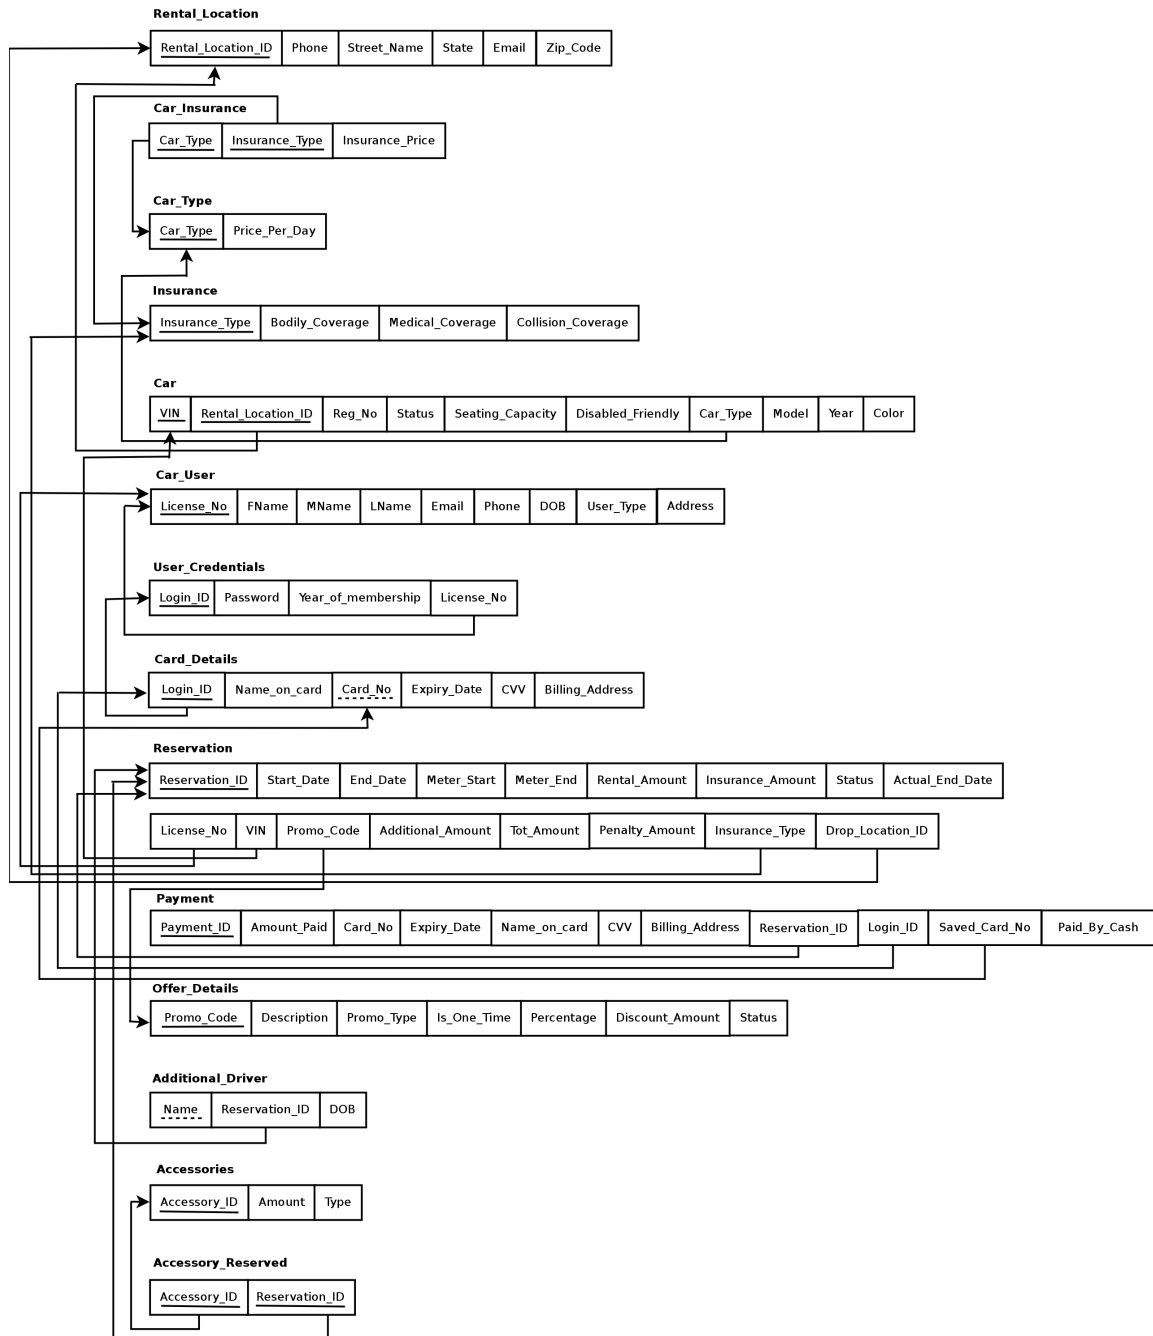 Rental_Location
Rental_Location_ID Phone Street_Name State Email Zip_Code
Car_Insurance
Car_Type Insurance_Type Insurance_Price
Car_Type
Car_Type Price_Per_Day
Insurance
Insurance_Type Bodily_Coverage Medical_Coverage Collision_Coverage
Car
VIN Rental_Location_ID Reg_No Status Seating_Capacity Disabled_Friendly Car_Type Model Year Color
Car_User
License_No FName MName LName Email Phone DOB User_Type Address
User_Credentials
Login_ID Password Year_of_membership License_No
Card_Details
Login_ID Name_on_card Card_No Expiry_Date CVV Billing_Address
Reservation
Reservation_ID Start_Date End_Date Meter_Start Meter_End Rental_Amount Insurance_Amount Status Actual_End_Date
License_No VIN Promo_Code Additional_Amount Tot_Amount Penalty_Amount Insurance_Type Drop_Location_ID
Payment
Payment_ID Amount_Paid Card_No Expiry_Date Name_on_card CVV Billing_Address Reservation_ID Login_ID Saved_Card_No Paid_By_Cash
Offer_Details
Promo_Code Description Promo_Type Is_One_Time Percentage Discount_Amount Status
Additional_Driver
Name Reservation_ID DOB
Accessories
Accessory_ID Amount Type
Accessory_Reserved
Accessory_ID Reservation_ID